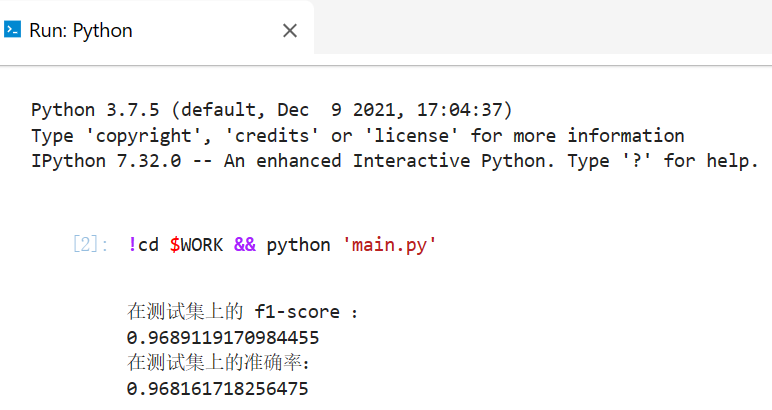 Run: Python
Python 3.7.5 (default, Dec  9 2021, 17:04:37)
Type 'copyright', 'credits' or 'license' for more information
IPython 7.32.0 -- An enhanced Interactive Python. Type '?' for help.
[2]: !cd $WORK && python 'main.py'
在测试集上的 f1-score :
0.9689119170984455
在测试集上的准确率:
0.968161718256475